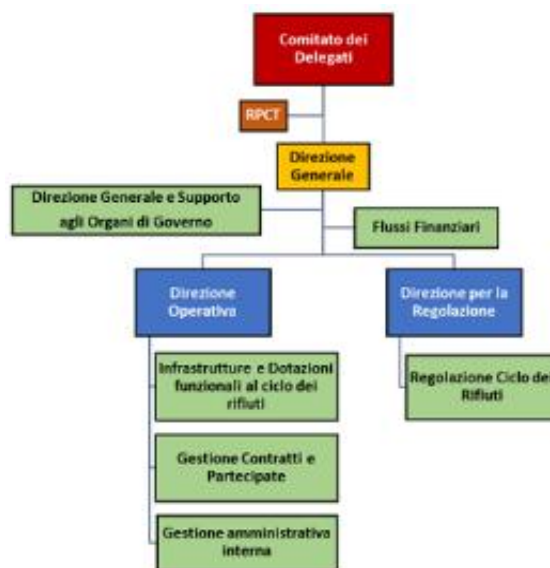 Comitato dei
Delegati
RPCT
Direzione
Generale
Direzione Generale e Supporto
agli Organi di Governo
Flussi Finanziari
Direzione
Operativa
Direzione per la
Regolazione
Infrastrutture e Dotazioni
funzionali al ciclo dei
rifiuti
Regolazione Ciclo dei
Rifiuti
Gestione Contratti e
Partecipate
Gestione amministrativa
interna